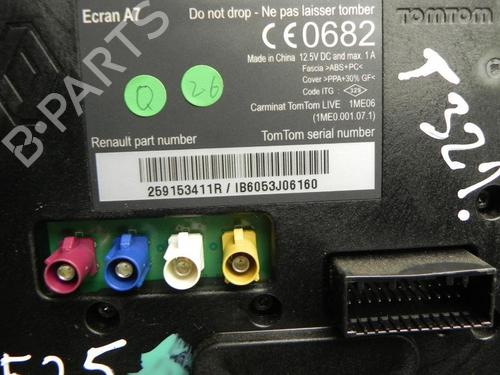 Ecran A7
Do not drop - Ne pas laisser tomber
TOMTOM
CE0682
Made in China 12.5V DC and max. 1 A
Fascia >ABS+PC<
Cover >PPA+30% GF<
Code ITG : 329
Carminat TomTom LIVE 1ME06
(1ME0.001.07.1)
Q
26
B-PARTS
Renault part number
TomTom serial number
259153411R / IB6053J06160